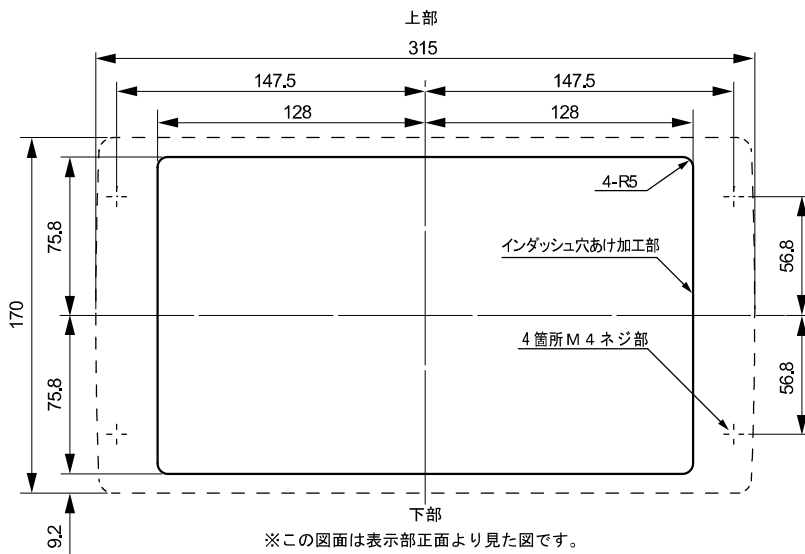 上部
315
147.5
147.5
128
128
4-R5
75.8
インダッシュ穴あけ加工部
56.8
170
4箇所M4ネジ部
75.8
56.8
下部
9.2
※この図面は表示部正面より見た図です。